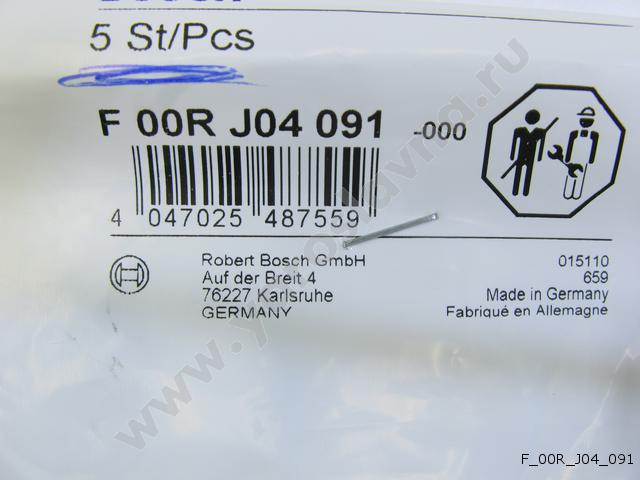 5 St/Pcs
F 00R J04 091 -000
4 047025 487559
Robert Bosch GmbH
Auf der Breit 4
76227 Karlsruhe
GERMANY
015110
659
Made in Germany
Fabriqué en Allemagne
F_00R_J04_091